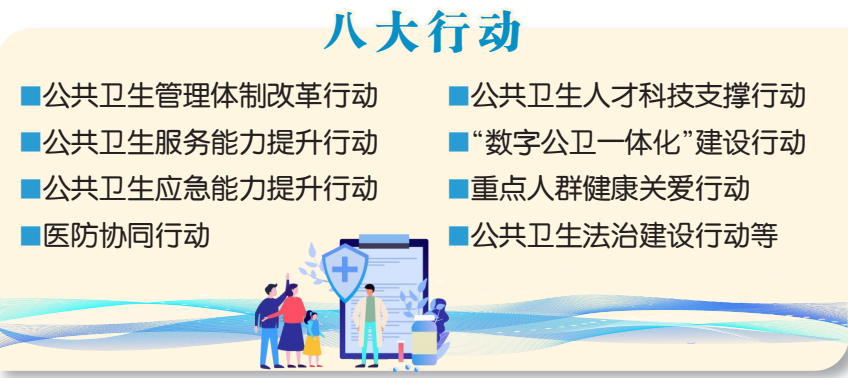 八大行动
■公共卫生管理体制改革行动
■公共卫生服务能力提升行动
■公共卫生应急能力提升行动
■医防协同行动
■公共卫生人才科技支撑行动
■“数字公卫一体化”建设行动
■重点人群健康关爱行动
■公共卫生法治建设行动等